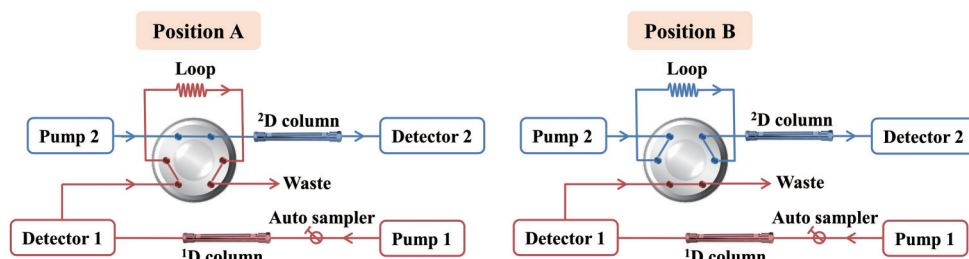 Position A
Loop
²D column
Pump 2
Detector 2
Waste
Auto sampler
Detector 1
Pump 1
¹D column
Position B
Loop
²D column
Pump 2
Detector 2
Waste
Auto sampler
Detector 1
Pump 1
¹D column